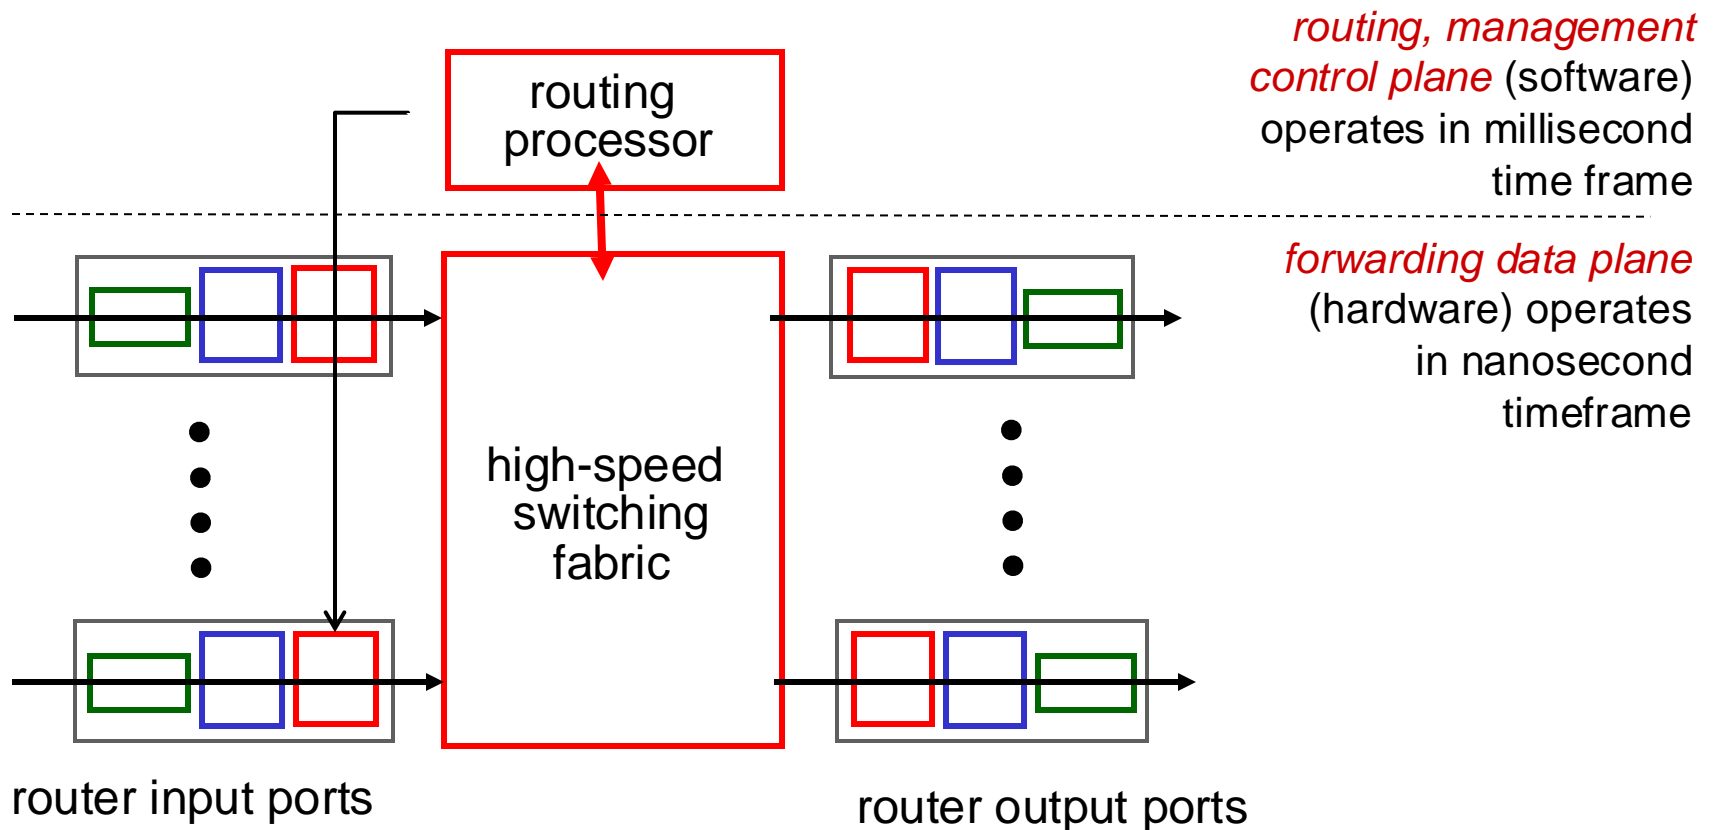 routing, management
control plane (software)
operates in millisecond
time frame
routing
processor
forwarding data plane
(hardware) operates
in nanosecond
timeframe
high-speed
switching
fabric
router input ports
router output ports